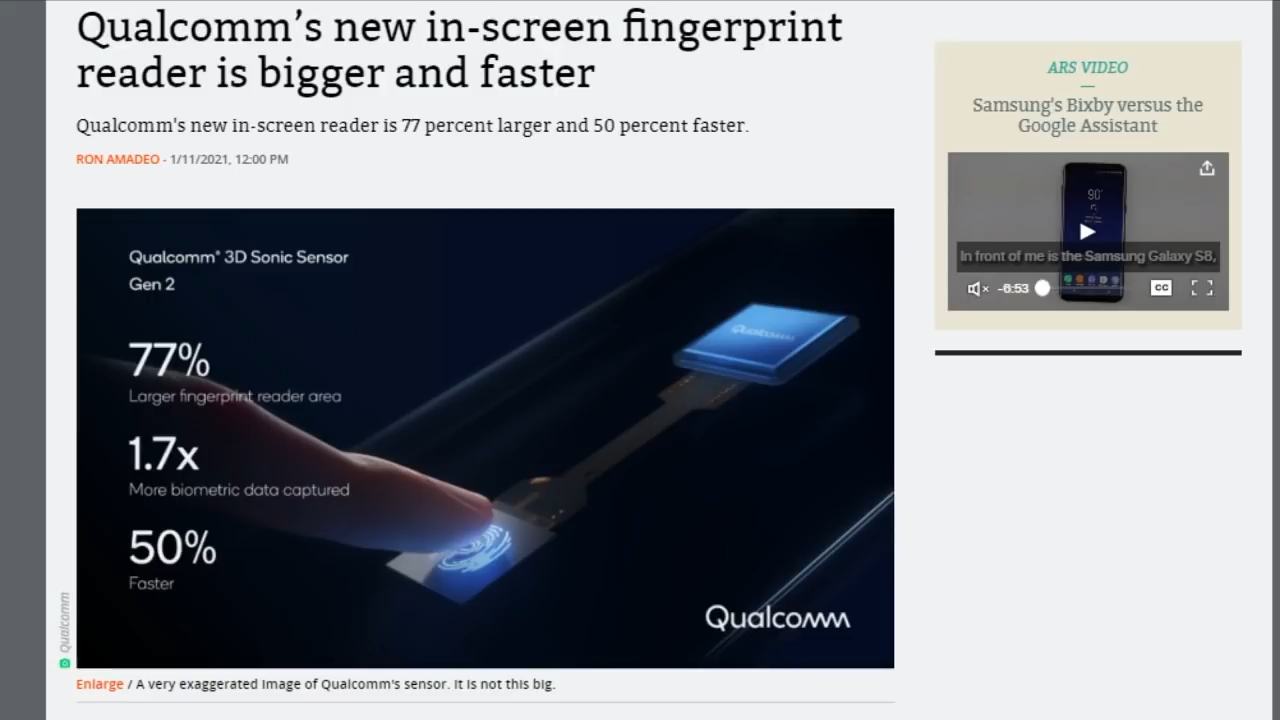 Qualcomm’s new in-screen fingerprint
reader is bigger and faster
Qualcomm's new in-screen reader is 77 percent larger and 50 percent faster.
RON AMADEO - 1/11/2021, 12:00 PM
Qualcomm® 3D Sonic Sensor
Gen 2
77%
Larger fingerprint reader area
1.7x
More biometric data captured
50%
Faster
Qualcomm
Qualcomm
Qualcomm
Enlarge / A very exaggerated image of Qualcomm's sensor. It is not this big.
ARS VIDEO
Samsung's Bixby versus the
Google Assistant
90°
In front of me is the Samsung Galaxy S8,
-6:53
CC